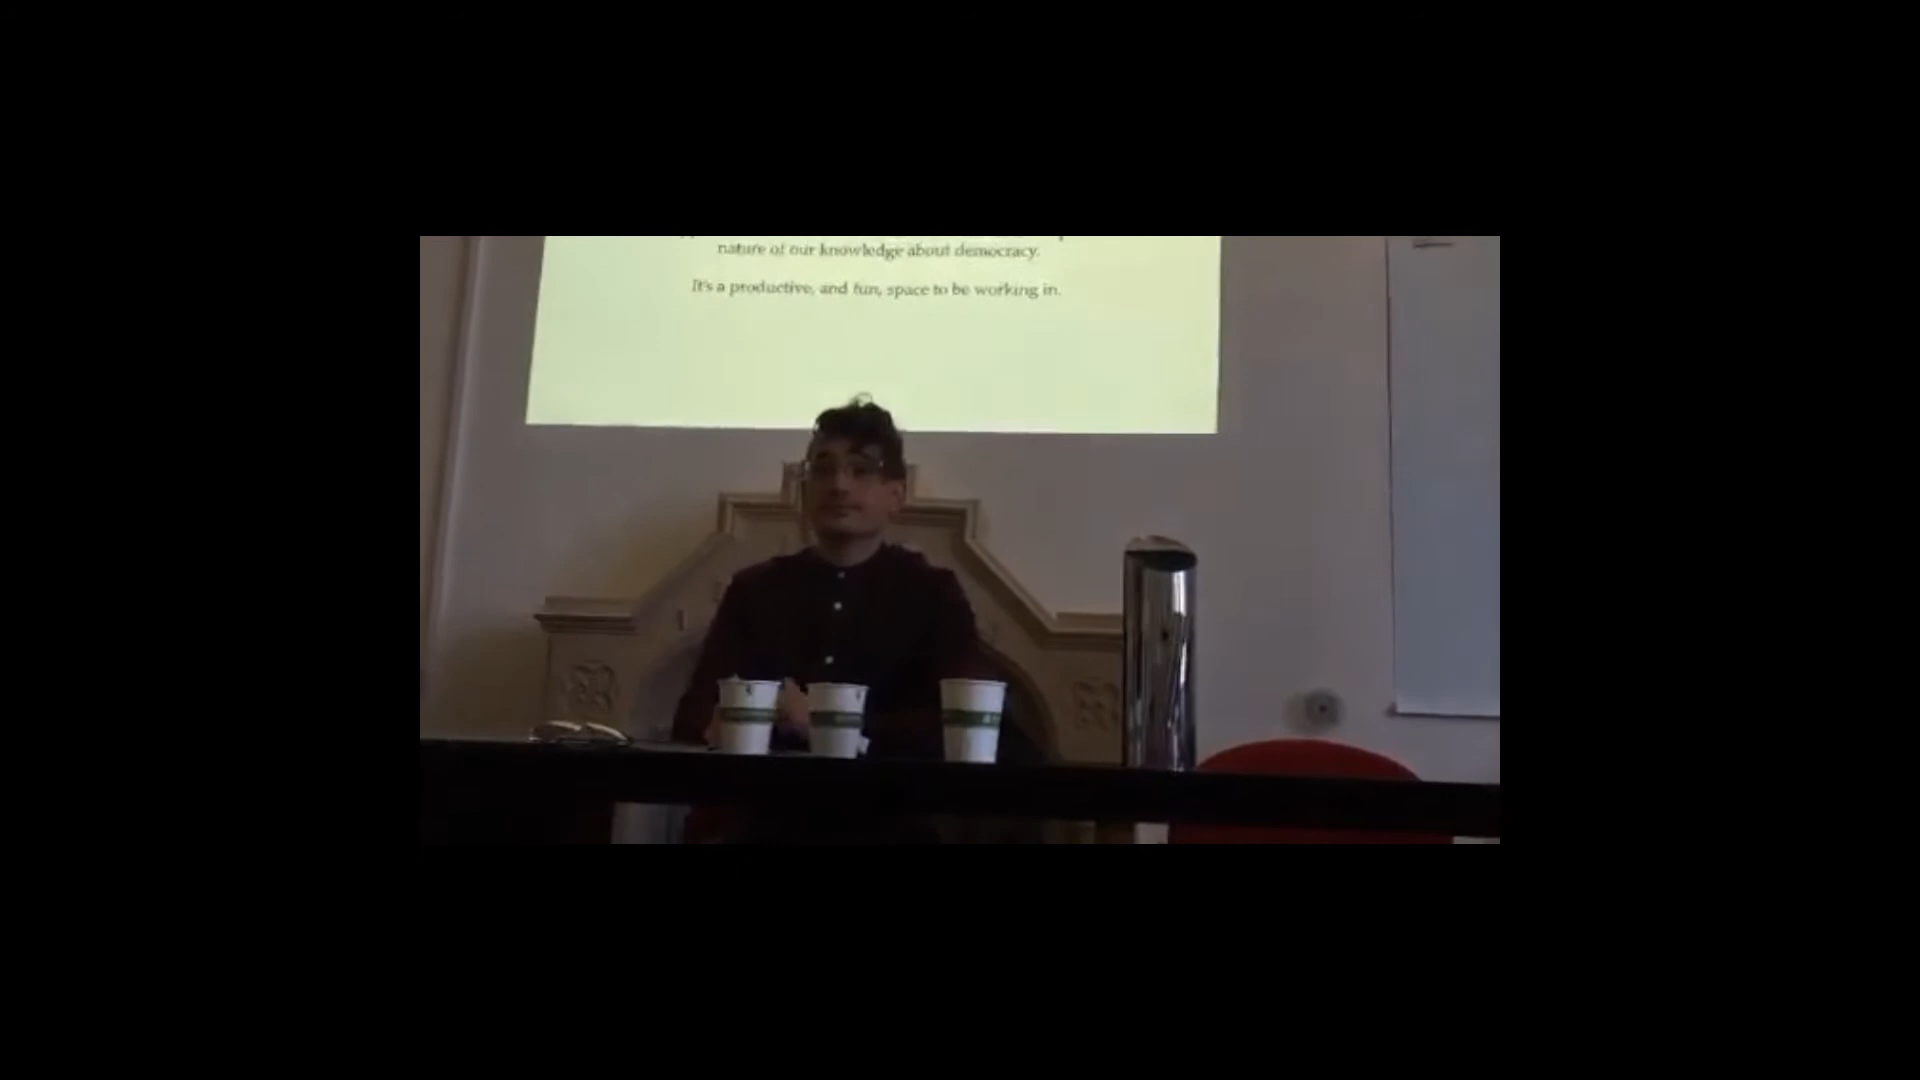 nature of our knowledge about democracy.
It's a productive, and fun, space to be working in.